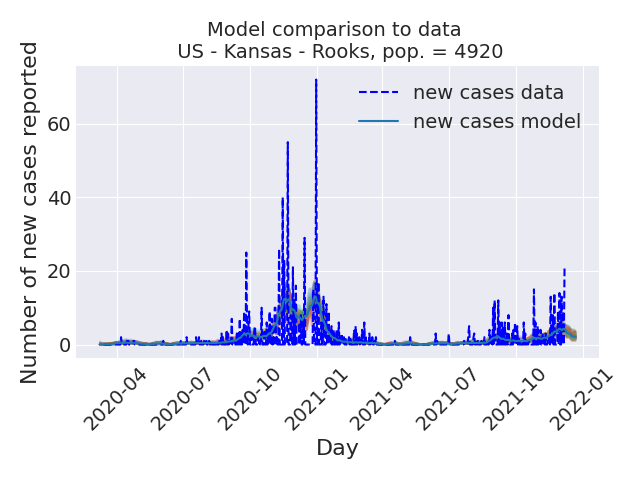 Model comparison to data
US - Kansas - Rooks, pop. = 4920
new cases data
new cases model
Number of new cases reported
60
40
20
0
2020-04
2020-07
2020-10
2021-01
2021-04
2021-07
2021-10
2022-01
Day